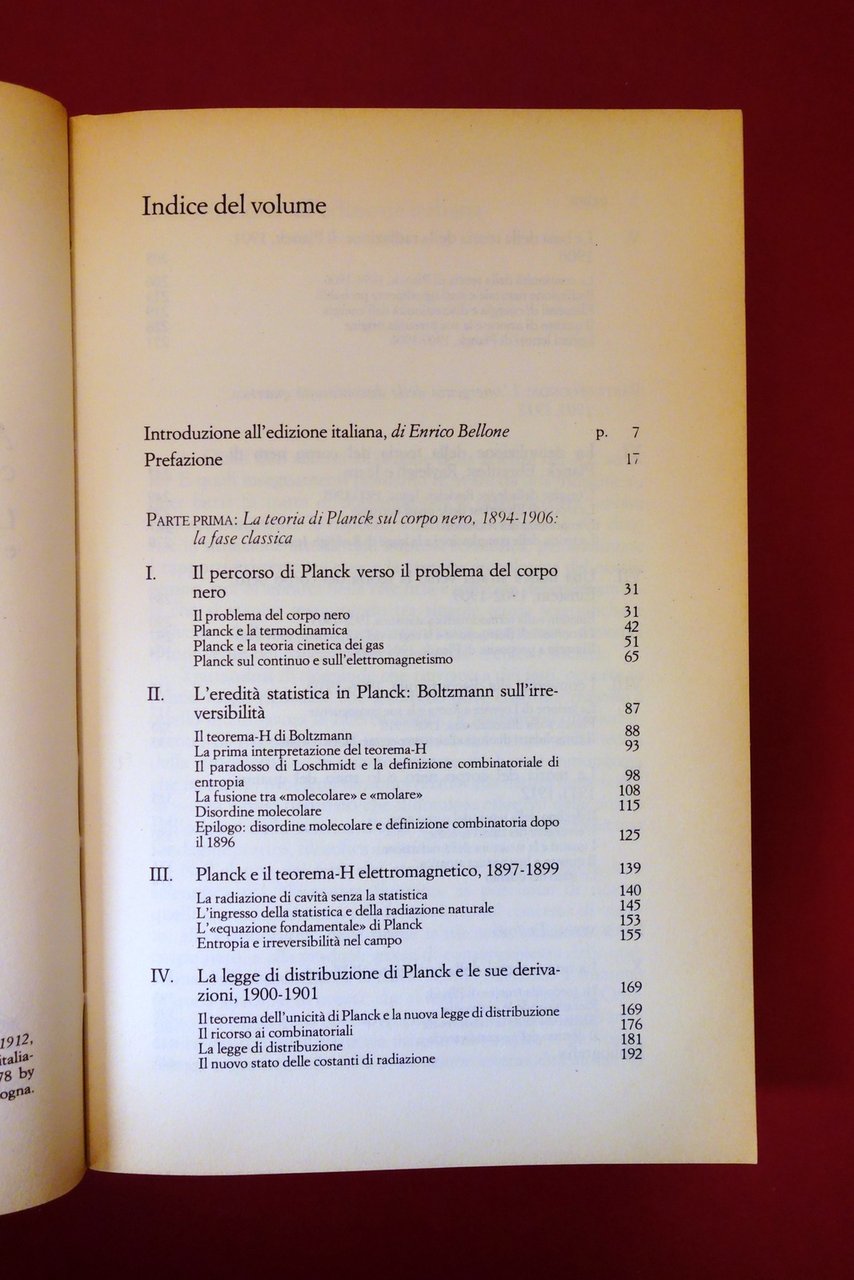 Indice del volume
Introduzione all'edizione italiana, di Enrico Bellone p. 7
Prefazione 17
PARTE PRIMA: La teoria di Planck sul corpo nero, 1894-1906:
la fase classica
I. Il percorso di Planck verso il problema del corpo
nero 31
Il problema del corpo nero 31
Planck e la termodinamica 42
Planck e la teoria cinetica dei gas 51
Planck sul continuo e sull'elettromagnetismo 65
II. L'eredità statistica in Planck: Boltzmann sull'irre-
versibilità 87
Il teorema-H di Boltzmann 88
La prima interpretazione del teorema-H 93
Il paradosso di Loschmidt e la definizione combinatoriale di
entropia 98
La fusione tra «molecolare» e «molare» 108
Disordine molecolare 115
Epilogo: disordine molecolare e definizione combinatoria dopo
il 1896 125
III. Planck e il teorema-H elettromagnetico, 1897-1899 139
La radiazione di cavità senza la statistica 140
L'ingresso della statistica e della radiazione naturale 145
L'«equazione fondamentale» di Planck 153
Entropia e irreversibilità nel campo 155
IV. La legge di distribuzione di Planck e le sue deriva-
zioni, 1900-1901 169
Il teorema dell'unicità di Planck e la nuova legge di distribuzione 169
Il ricorso ai combinatoriali 176
La legge di distribuzione 181
Il nuovo stato delle costanti di radiazione 192
1912,
italia-
78 by
ogna.